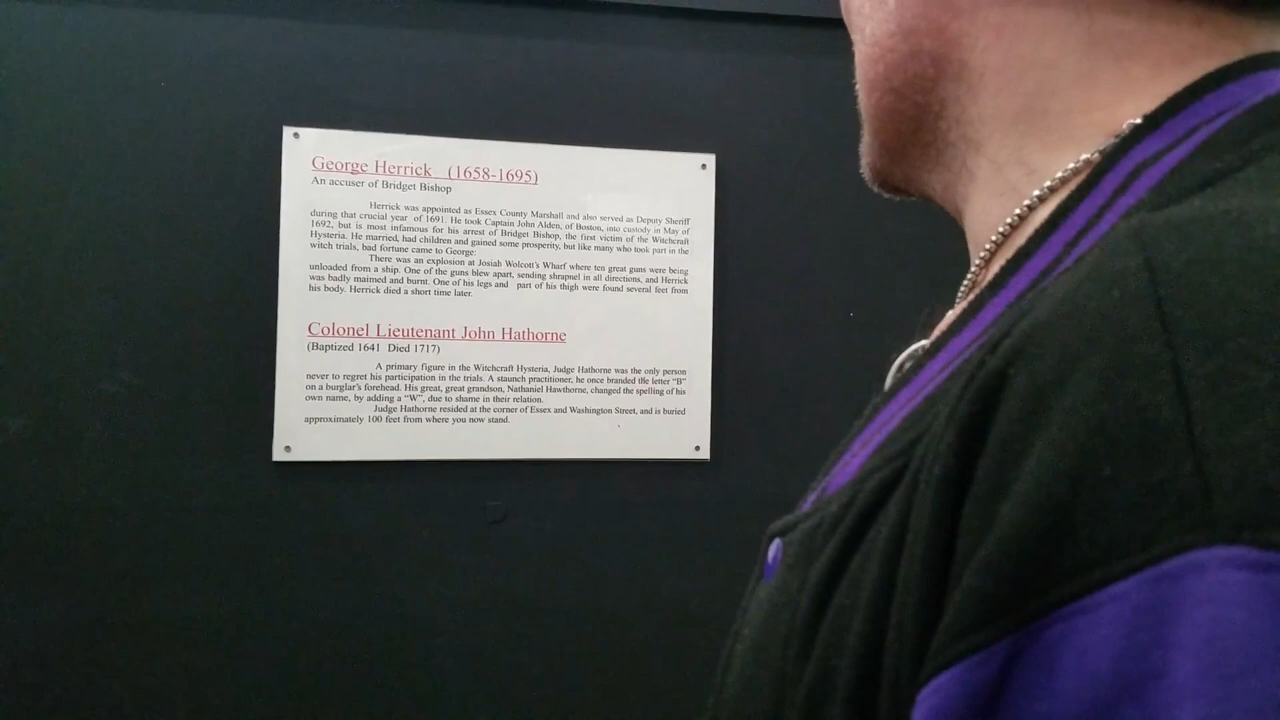 George Herrick (1658-1695)
An accuser of Bridget Bishop
Herrick was appointed as Essex County Marshall and also served as Deputy Sheriff
during that crucial year of 1691. He took Captain John Alden, of Boston, into custody in May of
1692, but is most infamous for his arrest of Bridget Bishop, the first victim of the Witchcraft
Hysteria. He married, had children and gained some prosperity, but like many who took part in the
witch trials, bad fortune came to George:
There was an explosion at Josiah Wolcott's Wharf where ten great guns were being
unloaded from a ship. One of the guns blew apart, sending shrapnel in all directions, and Herrick
was badly maimed and burnt. One of his legs and part of his thigh were found several feet from
his body. Herrick died a short time later.
Colonel Lieutenant John Hathorne
(Baptized 1641 Died 1717)
A primary figure in the Witchcraft Hysteria, Judge Hathorne was the only person
never to regret his participation in the trials. A staunch practitioner, he once branded the letter “B”
on a burglar's forehead. His great, great grandson, Nathaniel Hawthorne, changed the spelling of his
own name, by adding a “W”, due to shame in their relation.
Judge Hathorne resided at the corner of Essex and Washington Street, and is buried
approximately 100 feet from where you now stand.